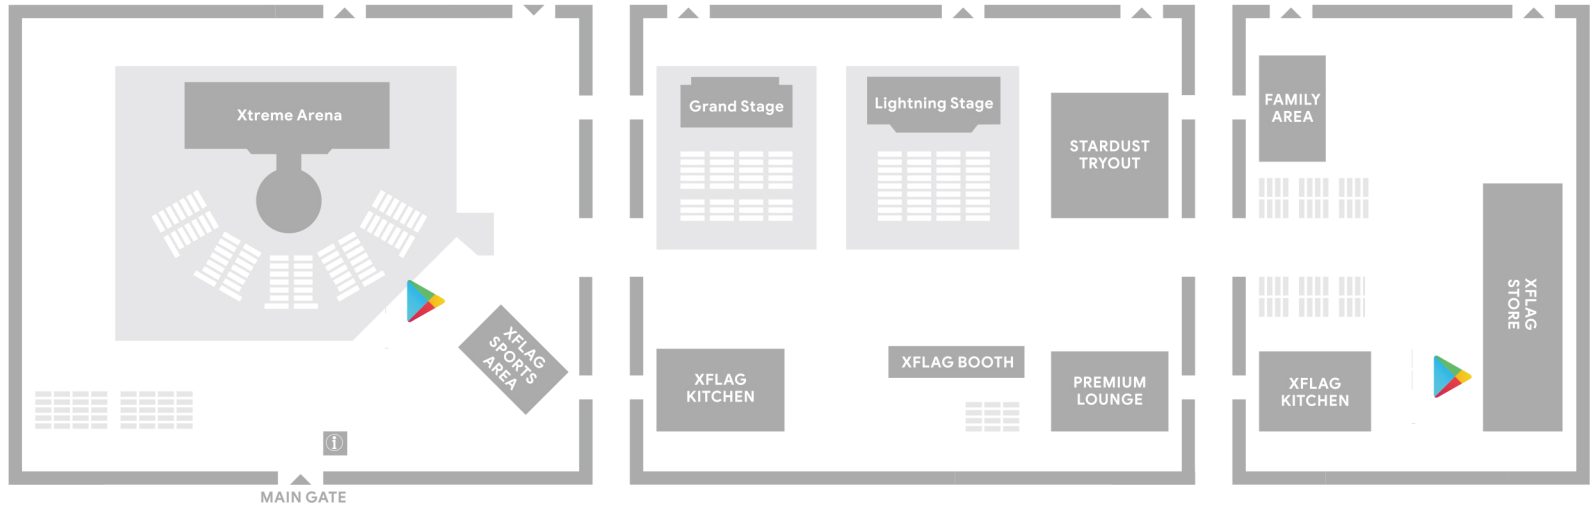 Xtreme Arena
Grand Stage
Lightning Stage
STARDUST
TRYOUT
FAMILY
AREA
XFLAG
STORE
XFLAG
SPORTS
AREA
XFLAG
KITCHEN
XFLAG BOOTH
PREMIUM
LOUNGE
XFLAG
KITCHEN
i
MAIN GATE